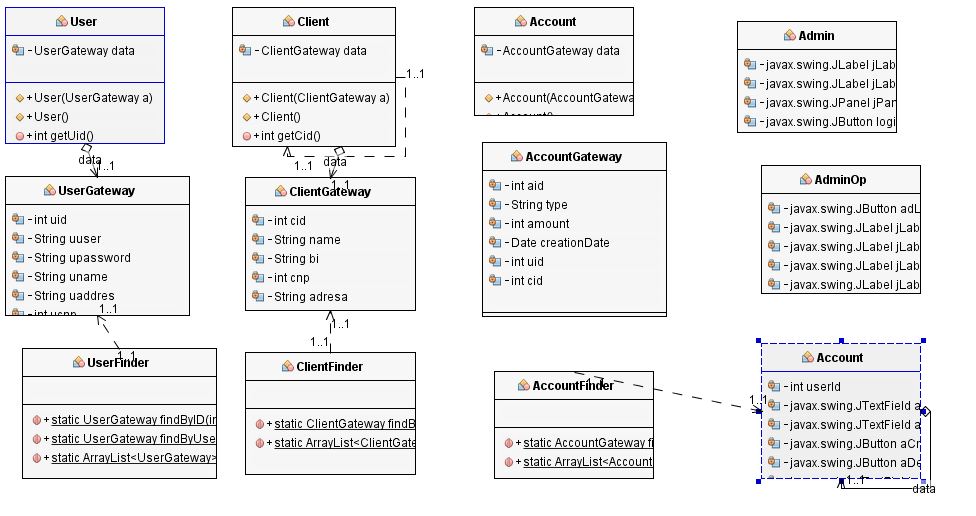 User
-UserGateway data
+User(UserGateway a)
+User()
+int getUid()
data
1..1
UserGateway
-int uid
-String uuser
-String upassword
-String uname
-String uaddres
-int ucnp
1..1
1..1
UserFinder
+static UserGateway findByID(in
+static UserGateway findByUse
+static ArrayList<UserGateway>
Client
-ClientGateway data
+Client(ClientGateway a)
+Client()
+int getCid()
1..1
1..1
data
1..1
ClientGateway
-int cid
-String name
-String bi
-int cnp
-String adresa
1..1
1..1
ClientFinder
+static ClientGateway findB
+static ArrayList<ClientGate
Account
-AccountGateway data
+Account(AccountGatewa
+Account()
AccountGateway
-int aid
-String type
-int amount
-Date creationDate
-int uid
-int cid
1..1
AccountFinder
+static AccountGateway fi
+static ArrayList<Account
Admin
-javax.swing.JLabel jLab
-javax.swing.JLabel jLab
-javax.swing.JPanel jPan
-javax.swing.JButton logi
AdminOp
-javax.swing.JButton adL
-javax.swing.JLabel jLab
-javax.swing.JLabel jLab
-javax.swing.JLabel jLab
-javax.swing.JLabel jLab
1..1
Account
-int userId
-javax.swing.JTextField a
-javax.swing.JTextField a
-javax.swing.JButton aCr
-javax.swing.JButton aDe
1..1
data